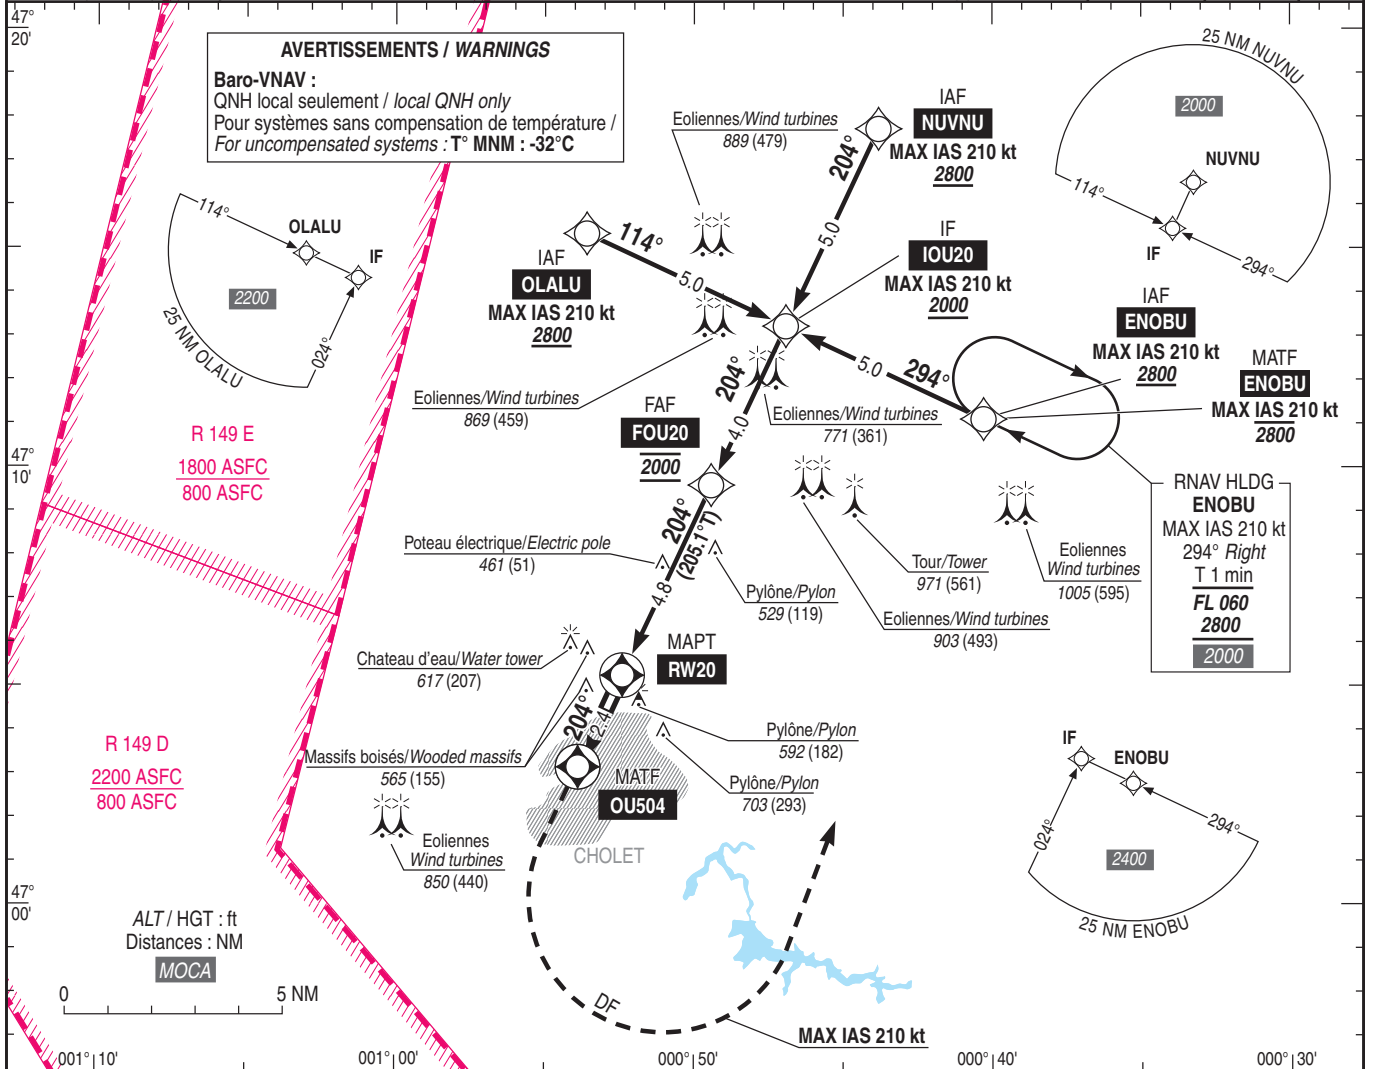 47°
20'
AVERTISSEMENTS / WARNINGS
Baro-VNAV :
QNH local seulement / local QNH only
Pour systèmes sans compensation de température /
For uncompensated systems : T° MNM : -32°C
Eoliennes/Wind turbines
889 (479)
IAF
NUVNU
MAX IAS 210 kt
2800
204°
5.0
25 NM NUVNU
2000
NUVNU
114°
IF
294°
114°
OLALU
IF
2200
024°
25 NM OLALU
IAF
OLALU
MAX IAS 210 kt
2800
114°
5.0
IF
IOU20
MAX IAS 210 kt
2000
IAF
ENOBU
MAX IAS 210 kt
2800
MATF
ENOBU
MAX IAS 210 kt
2800
5.0
294°
Eoliennes/Wind turbines
869 (459)
204°
4.0
Eoliennes/Wind turbines
771 (361)
FAF
FOU20
2000
R 149 E
1800 ASFC
800 ASFC
47°
10'
RNAV HLDG
ENOBU
MAX IAS 210 kt
294° Right
T 1 min
FL 060
2800
2000
204°
(205.1°T)
4.8
Poteau électrique/Electric pole
461 (51)
Pylône/Pylon
529 (119)
Tour/Tower
971 (561)
Eoliennes
Wind turbines
1005 (595)
Eoliennes/Wind turbines
903 (493)
Chateau d'eau/Water tower
617 (207)
MAPT
RW20
204°
2.4
Pylône/Pylon
592 (182)
Massifs boisés/Wooded massifs
565 (155)
Pylône/Pylon
703 (293)
MATF
OU504
CHOLET
R 149 D
2200 ASFC
800 ASFC
Eoliennes
Wind turbines
850 (440)
IF
ENOBU
024°
294°
2400
25 NM ENOBU
47°
00'
ALT / HGT : ft
Distances : NM
MOCA
0
5 NM
DF
MAX IAS 210 kt
001° 10'
001° 00'
000° 50'
000° 40'
000° 30'